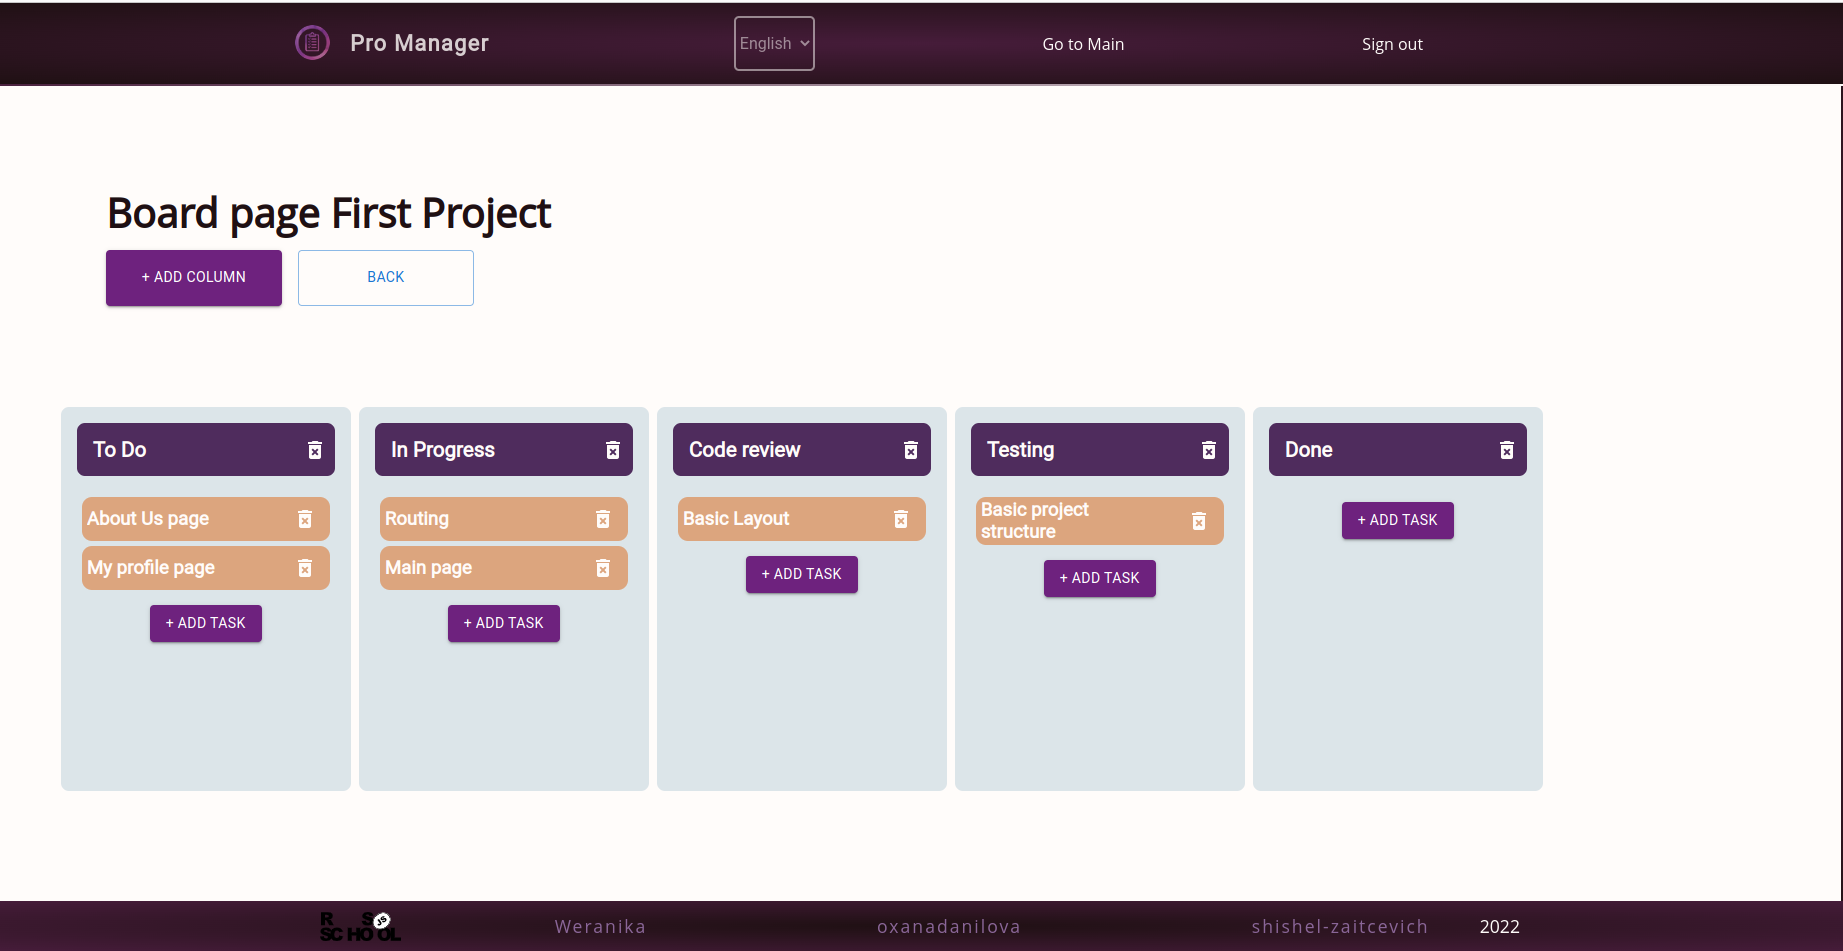 Pro Manager
English
Go to Main
Sign out
Board page First Project
+ ADD COLUMN
BACK
To Do
About Us page
My profile page
+ ADD TASK
In Progress
Routing
Main page
+ ADD TASK
Code review
Basic Layout
+ ADD TASK
Testing
Basic project
structure
+ ADD TASK
Done
+ ADD TASK
R S JS
SCHOOL
Weranika
oxanadanilova
shishel-zaitcevich
2022